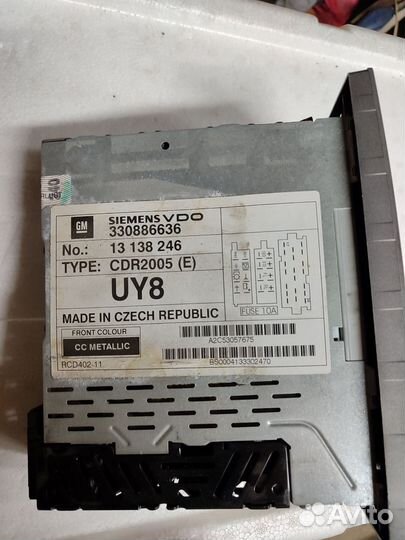 GM
SIEMENS VDO
330886636
No.: 13 138 246
TYPE: CDR2005 (E)
UY8
FUSE 10A
MADE IN CZECH REPUBLIC
FRONT COLOUR
CC METALLIC
A2C53057675
RCD402-11
BS0004133302470
Avito